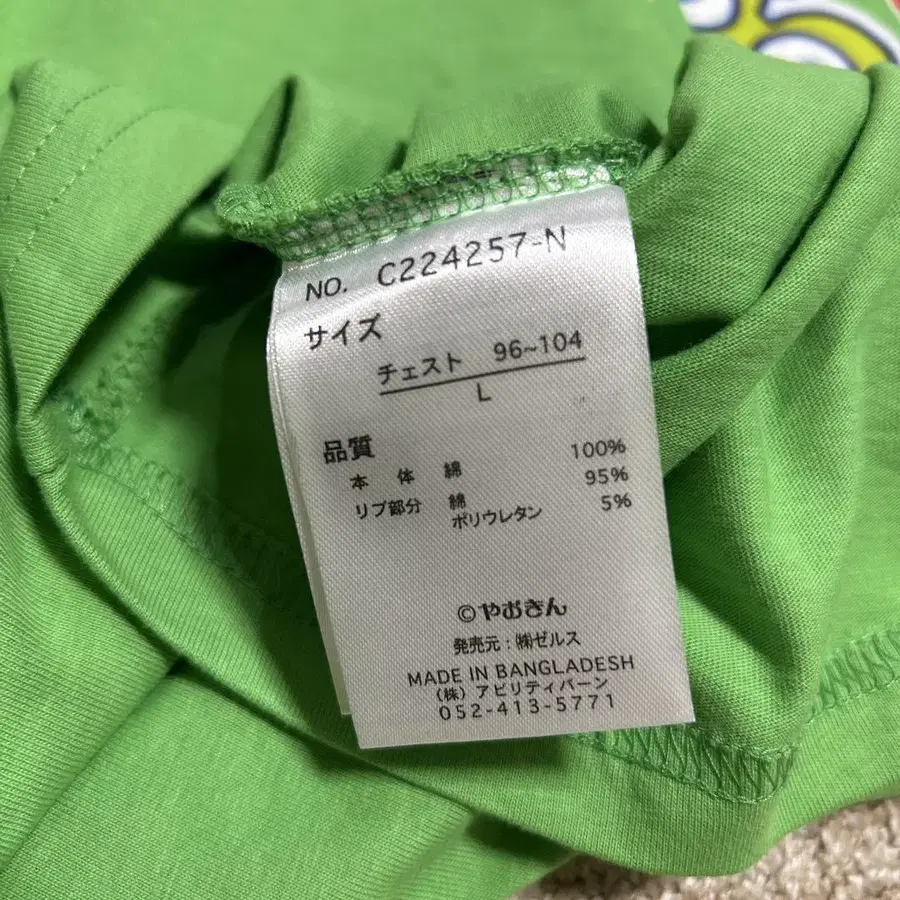 NO. C224257-N
サイズ
チェスト 96~104
L
品質
本体 綿 100%
リブ部分 綿 95%
ポリウレタン 5%
©やおきん
発売元:㈱ゼルス
MADE IN BANGLADESH
(株)アビリティバーン
052-413-5771